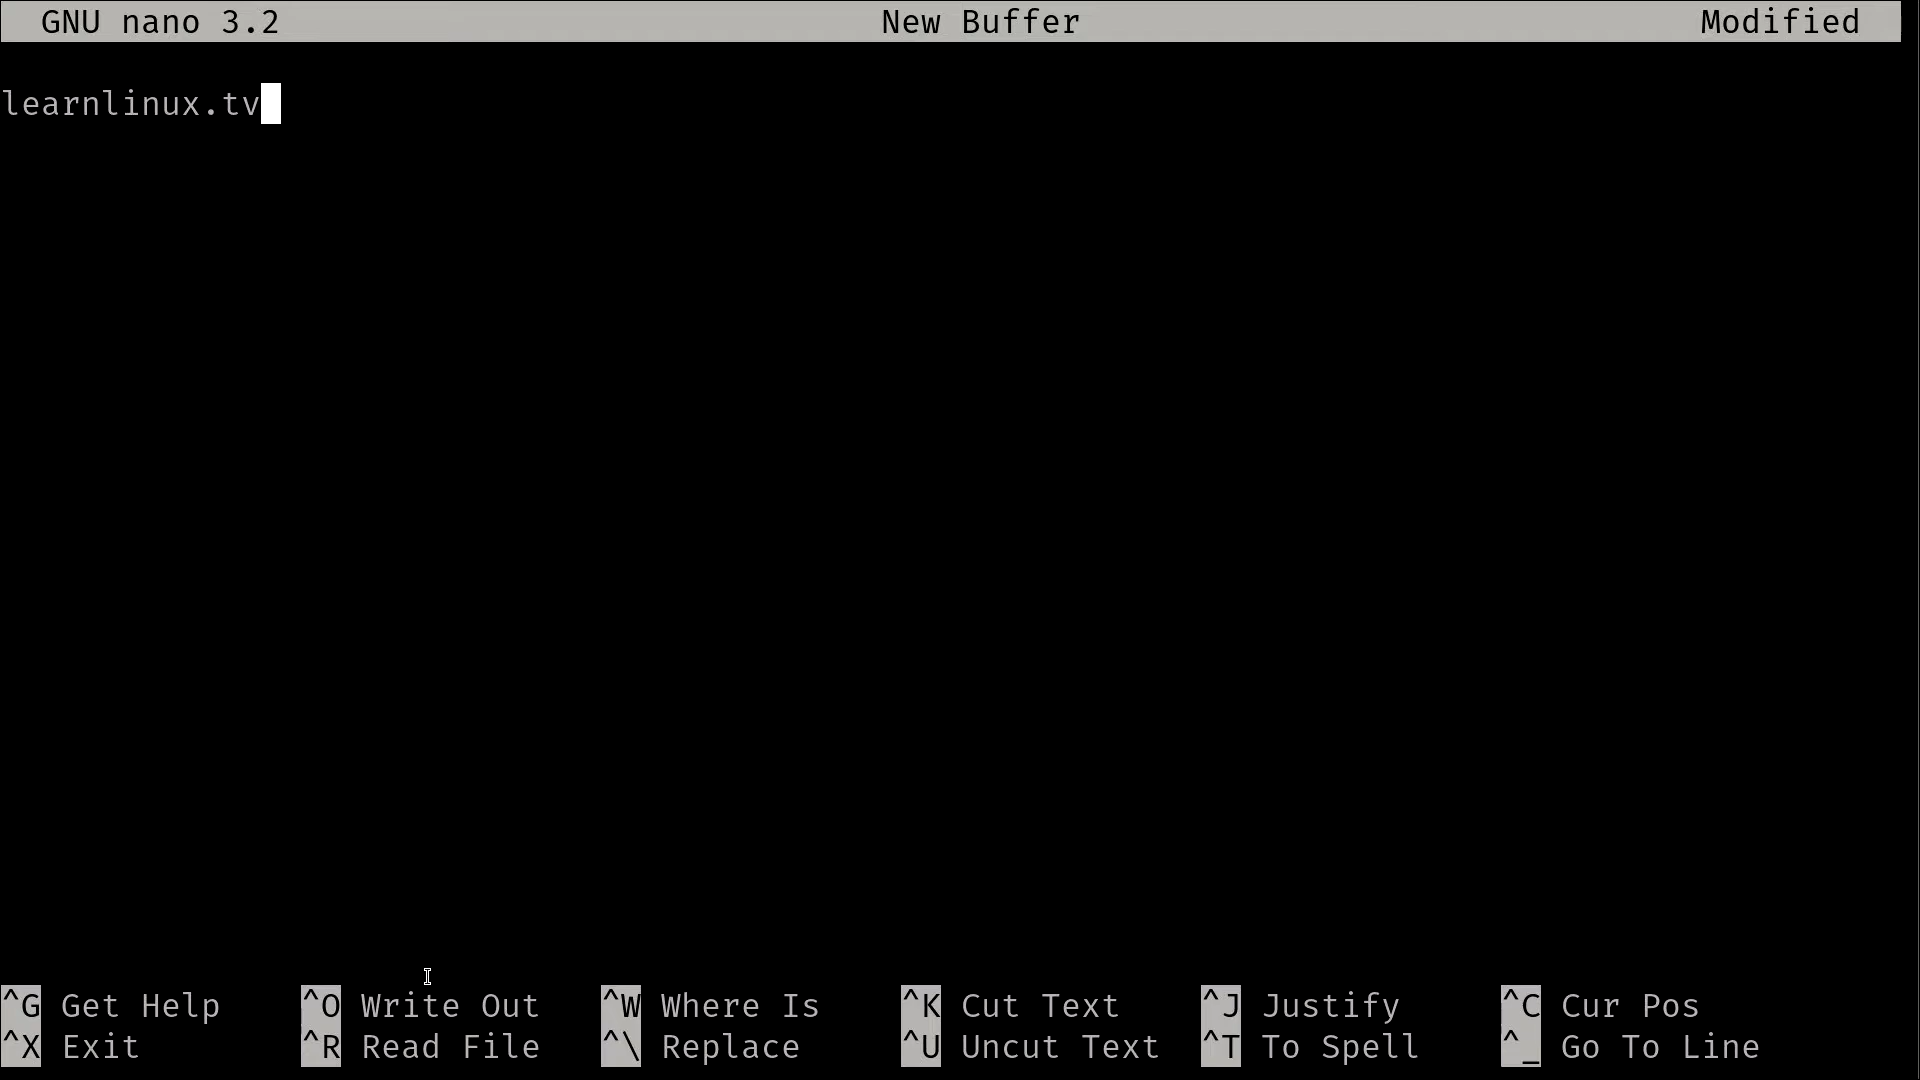 GNU nano 3.2 New Buffer Modified
learnlinux.tv
^G Get Help ^O Write Out ^W Where Is ^K Cut Text ^J Justify ^C Cur Pos
^X Exit ^R Read File ^\ Replace ^U Uncut Text ^T To Spell ^_ Go To Line